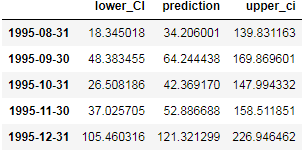 lower_CI prediction upper_ci
1995-08-31 18.345018 34.206001 139.831163
1995-09-30 48.383455 64.244438 169.869601
1995-10-31 26.508186 42.369170 147.994332
1995-11-30 37.025705 52.886688 158.511851
1995-12-31 105.460316 121.321299 226.946462